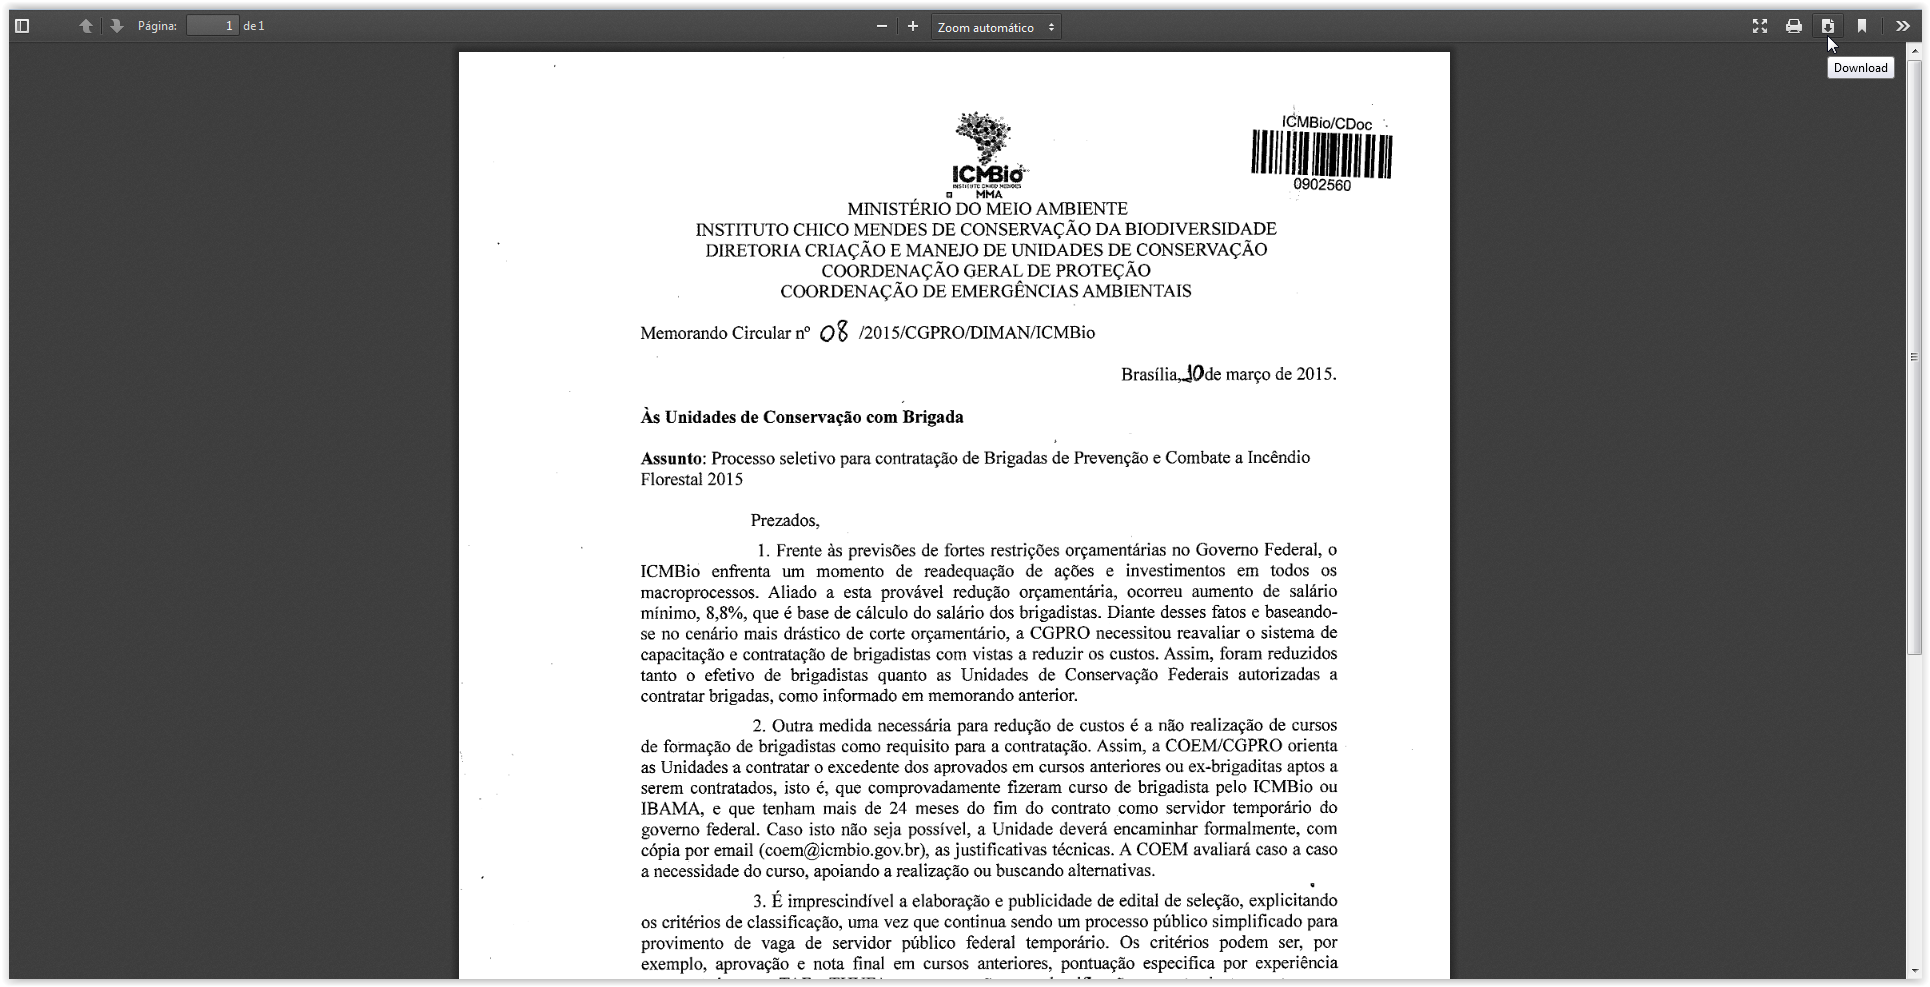 Página: 1 de 1
Zoom automático
Download
ICMBio
INSTITUTO CHICO MENDES
MMA
ICMBio/CDoc
0902560
MINISTÉRIO DO MEIO AMBIENTE
INSTITUTO CHICO MENDES DE CONSERVAÇÃO DA BIODIVERSIDADE
DIRETORIA CRIAÇÃO E MANEJO DE UNIDADES DE CONSERVAÇÃO
COORDENAÇÃO GERAL DE PROTEÇÃO
COORDENAÇÃO DE EMERGÊNCIAS AMBIENTAIS
Memorando Circular nº 08 /2015/CGPRO/DIMAN/ICMBio
Brasília, 10 de março de 2015.
Às Unidades de Conservação com Brigada
Assunto: Processo seletivo para contratação de Brigadas de Prevenção e Combate a Incêndio
Florestal 2015
Prezados,
1. Frente às previsões de fortes restrições orçamentárias no Governo Federal, o
ICMBio enfrenta um momento de readequação de ações e investimentos em todos os
macroprocessos. Aliado a esta provável redução orçamentária, ocorreu aumento de salário
mínimo, 8,8%, que é base de cálculo do salário dos brigadistas. Diante desses fatos e baseando-
se no cenário mais drástico de corte orçamentário, a CGPRO necessitou reavaliar o sistema de
capacitação e contratação de brigadistas com vistas a reduzir os custos. Assim, foram reduzidos
tanto o efetivo de brigadistas quanto as Unidades de Conservação Federais autorizadas a
contratar brigadas, como informado em memorando anterior.
2. Outra medida necessária para redução de custos é a não realização de cursos
de formação de brigadistas como requisito para a contratação. Assim, a COEM/CGPRO orienta
as Unidades a contratar o excedente dos aprovados em cursos anteriores ou ex-brigaditas aptos a
serem contratados, isto é, que comprovadamente fizeram curso de brigadista pelo ICMBio ou
IBAMA, e que tenham mais de 24 meses do fim do contrato como servidor temporário do
governo federal. Caso isto não seja possível, a Unidade deverá encaminhar formalmente, com
cópia por email (coem@icmbio.gov.br), as justificativas técnicas. A COEM avaliará caso a caso
a necessidade do curso, apoiando a realização ou buscando alternativas.
3. É imprescindível a elaboração e publicidade de edital de seleção, explicitando
os critérios de classificação, uma vez que continua sendo um processo público simplificado para
provimento de vaga de servidor público federal temporário. Os critérios podem ser, por
exemplo, aprovação e nota final em cursos anteriores, pontuação especifica por experiência